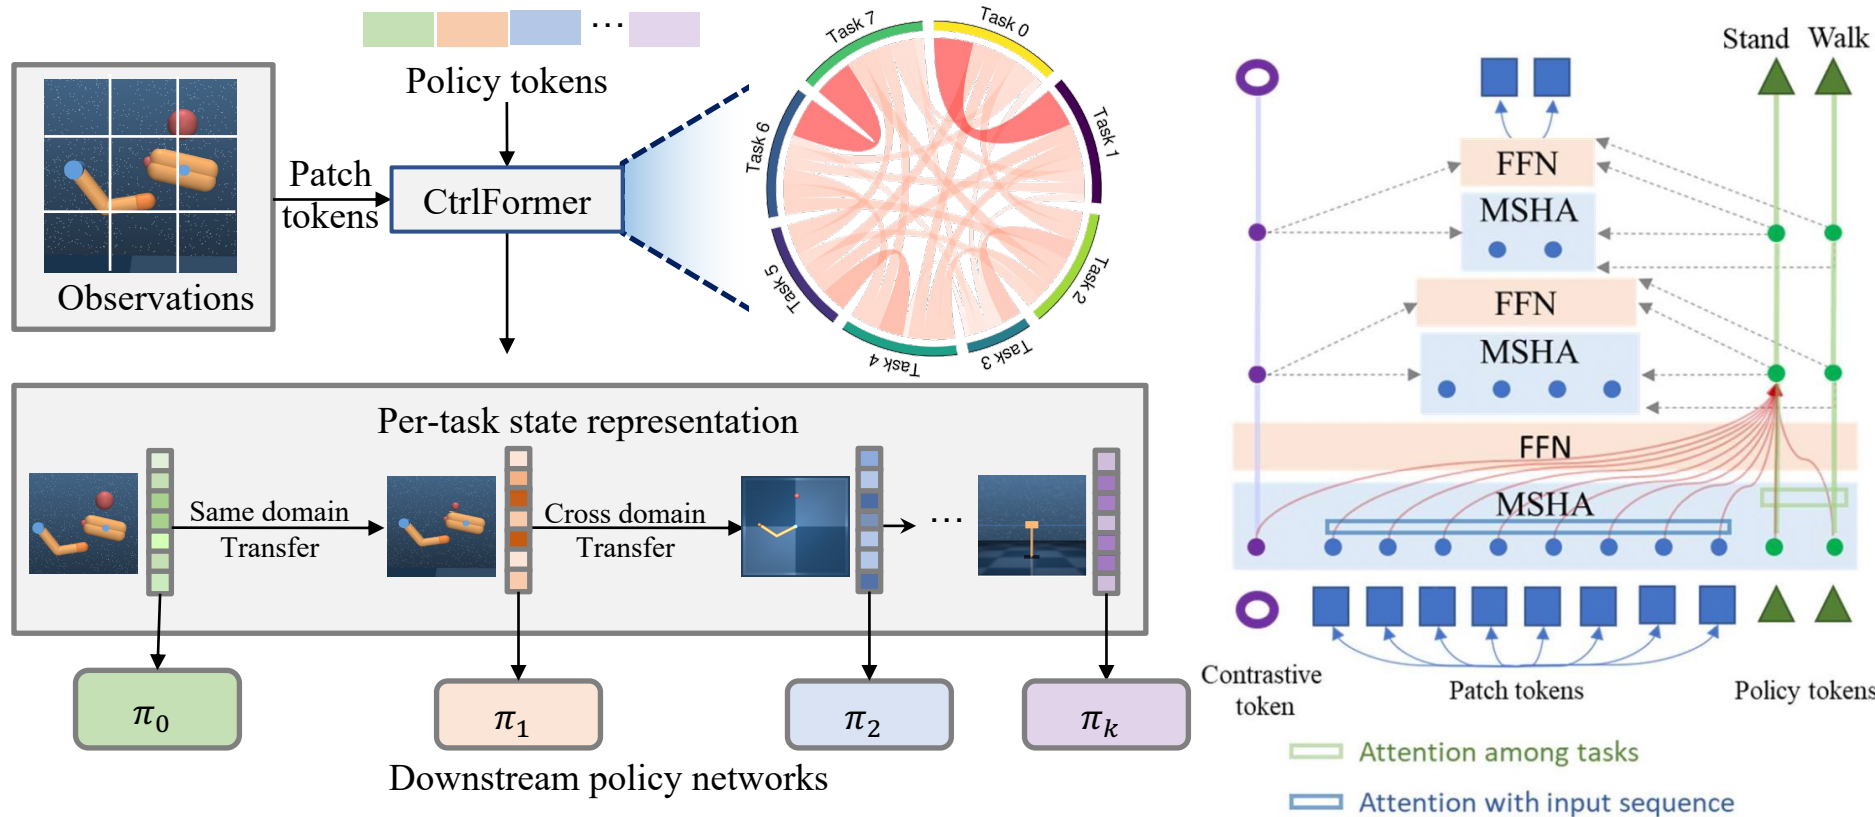 Policy tokens
Observations
Patch
tokens
CtrlFormer
Task 0
Task 1
Task 2
Task 3
Task 4
Task 5
Task 6
Task 7
Per-task state representation
Same domain
Transfer
Cross domain
Transfer
...
π0
π1
π2
πk
Downstream policy networks
Stand
Walk
FFN
MSHA
FFN
MSHA
FFN
MSHA
Contrastive
token
Patch tokens
Policy tokens
Attention among tasks
Attention with input sequence